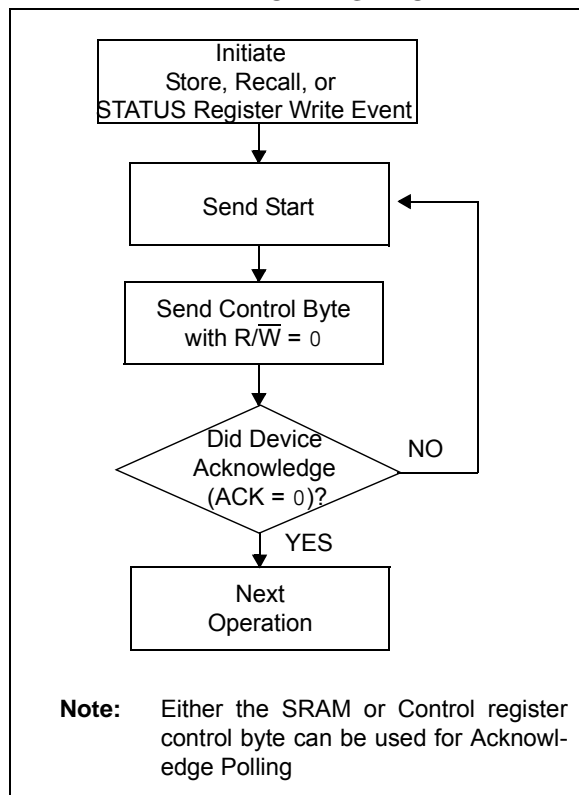 Initiate
Store, Recall, or
STATUS Register Write Event
Send Start
Send Control Byte
with R/W̅ = 0
Did Device
Acknowledge
(ACK = 0)?
NO
YES
Next
Operation
Note: Either the SRAM or Control register
control byte can be used for Acknowl-
edge Polling